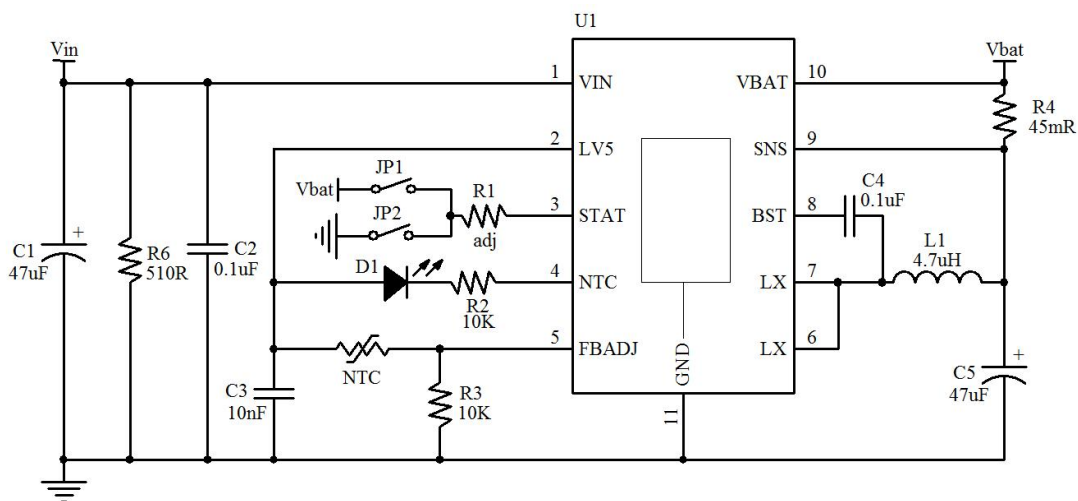 U1
Vin
Vbat
1
VIN
VBAT
10
R4
45mR
2
LV5
SNS
9
JP1
Vbat
R1
C4
0.1uF
JP2
3
STAT
BST
8
adj
L1
4.7uH
C1
+
47uF
R6
510R
C2
0.1uF
D1
4
NTC
LX
7
R2
10K
5
FBADJ
LX
6
NTC
GND
C3
10nF
R3
10K
11
C5
+
47uF